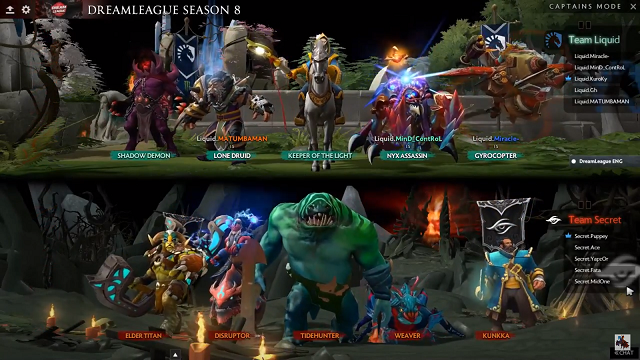 DREAMLEAGUE SEASON 8
CAPTAINS MODE
Team Liquid
Liquid.Miracle-
Liquid.MinD_ContRoL
Liquid.KuroKy
Liquid.Gh
Liquid.MATUMBAMAN
Liquid.MATUMBAMAN
Liquid.MinD_ContRoL
Liquid.Miracle-
SHADOW DEMON
LONE DRUID
KEEPER OF THE LIGHT
NYX ASSASSIN
GYROCOPTER
DreamLeague ENG
Team Secret
Secret.Puppey
Secret.Ace
Secret.YapzOr
Secret.Fata
Secret.MidOne
ELDER TITAN
DISRUPTOR
TIDEHUNTER
WEAVER
KUNKKA